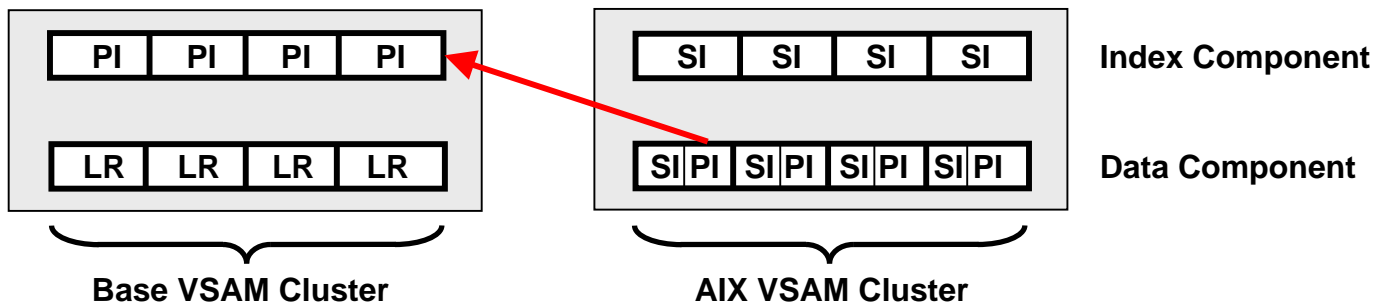 PI PI PI PI SI SI SI SI Index Component
LR LR LR LR SI PI SI PI SI PI SI PI Data Component
Base VSAM Cluster AIX VSAM Cluster